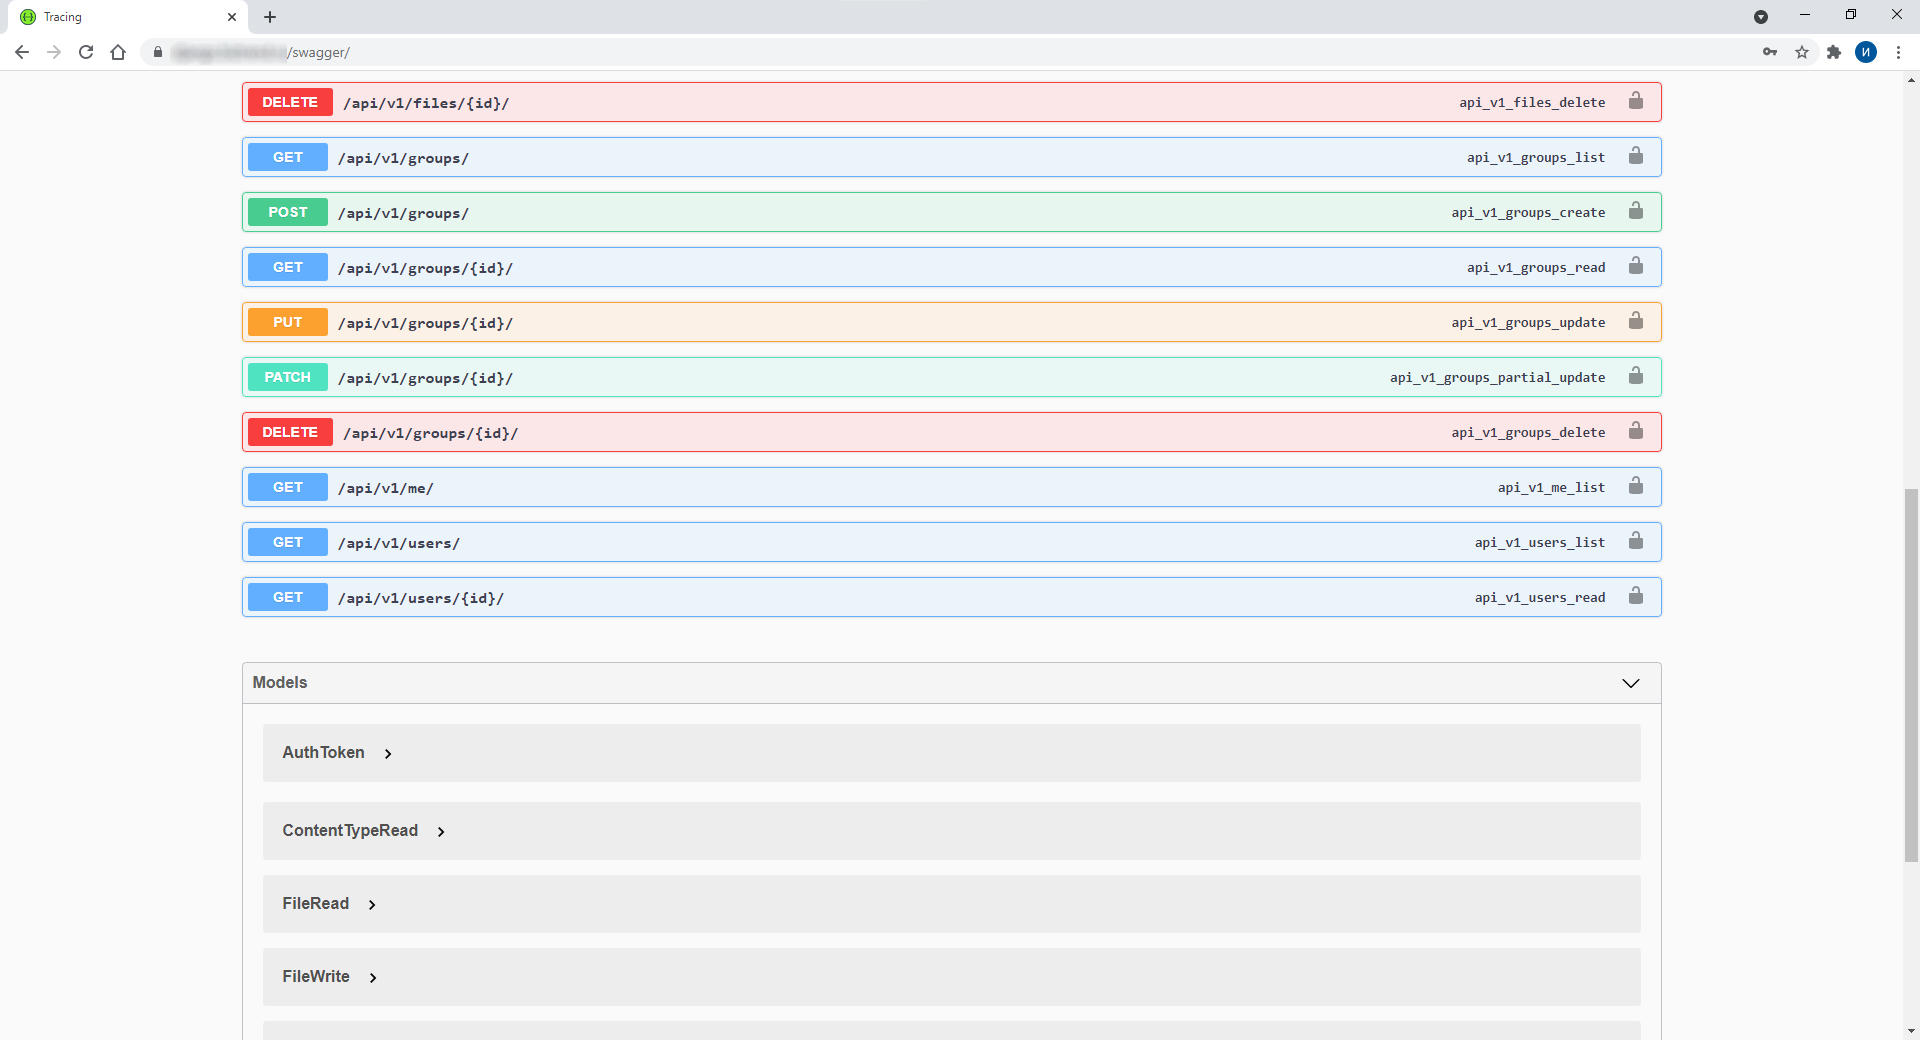 Tracing
/swagger/
И
DELETE /api/v1/files/{id}/ api_v1_files_delete
GET /api/v1/groups/ api_v1_groups_list
POST /api/v1/groups/ api_v1_groups_create
GET /api/v1/groups/{id}/ api_v1_groups_read
PUT /api/v1/groups/{id}/ api_v1_groups_update
PATCH /api/v1/groups/{id}/ api_v1_groups_partial_update
DELETE /api/v1/groups/{id}/ api_v1_groups_delete
GET /api/v1/me/ api_v1_me_list
GET /api/v1/users/ api_v1_users_list
GET /api/v1/users/{id}/ api_v1_users_read
Models
AuthToken
ContentTypeRead
FileRead
FileWrite